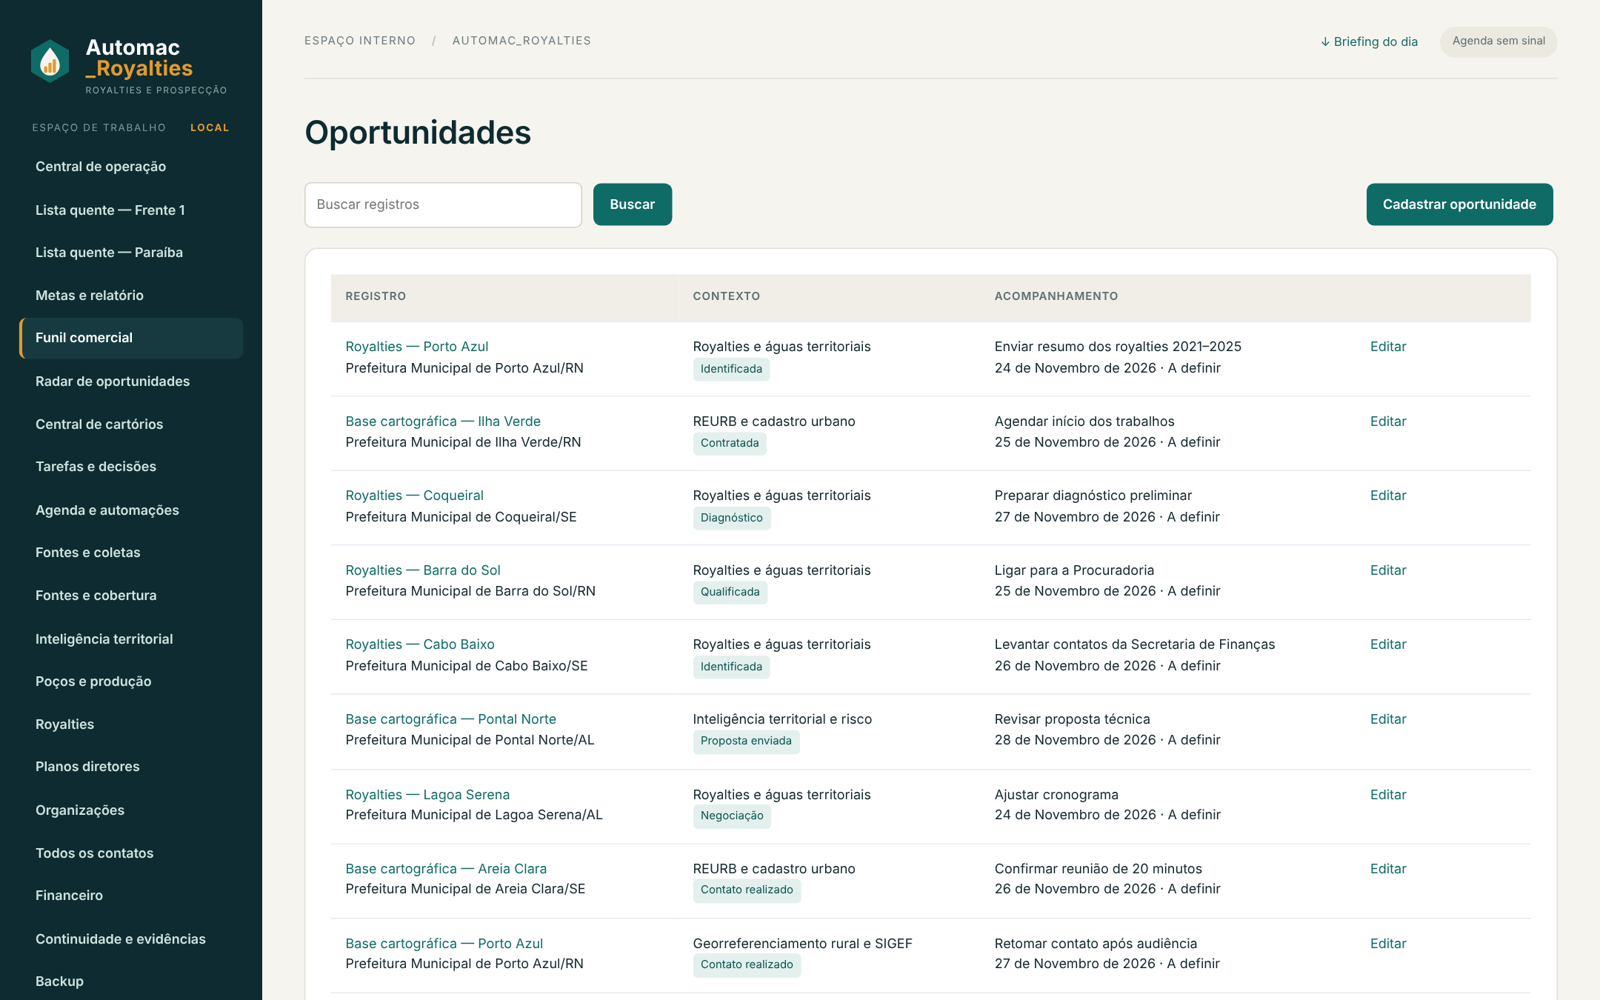 Automac
_Royalties
ROYALTIES E PROSPECÇÃO
ESPAÇO DE TRABALHO LOCAL
Central de operação
Lista quente — Frente 1
Lista quente — Paraíba
Metas e relatório
Funil comercial
Radar de oportunidades
Central de cartórios
Tarefas e decisões
Agenda e automações
Fontes e coletas
Fontes e cobertura
Inteligência territorial
Poços e produção
Royalties
Planos diretores
Organizações
Todos os contatos
Financeiro
Continuidade e evidências
Backup
ESPAÇO INTERNO / AUTOMAC_ROYALTIES
↓ Briefing do dia
Agenda sem sinal
Oportunidades
Buscar registros
Buscar
Cadastrar oportunidade
REGISTRO CONTEXTO ACOMPANHAMENTO
Royalties — Porto Azul Royalties e águas territoriais Enviar resumo dos royalties 2021–2025 Editar
Prefeitura Municipal de Porto Azul/RN Identificada 24 de Novembro de 2026 · A definir
Base cartográfica — Ilha Verde REURB e cadastro urbano Agendar início dos trabalhos Editar
Prefeitura Municipal de Ilha Verde/RN Contratada 25 de Novembro de 2026 · A definir
Royalties — Coqueiral Royalties e águas territoriais Preparar diagnóstico preliminar Editar
Prefeitura Municipal de Coqueiral/SE Diagnóstico 27 de Novembro de 2026 · A definir
Royalties — Barra do Sol Royalties e águas territoriais Ligar para a Procuradoria Editar
Prefeitura Municipal de Barra do Sol/RN Qualificada 25 de Novembro de 2026 · A definir
Royalties — Cabo Baixo Royalties e águas territoriais Levantar contatos da Secretaria de Finanças Editar
Prefeitura Municipal de Cabo Baixo/SE Identificada 26 de Novembro de 2026 · A definir
Base cartográfica — Pontal Norte Inteligência territorial e risco Revisar proposta técnica Editar
Prefeitura Municipal de Pontal Norte/AL Proposta enviada 28 de Novembro de 2026 · A definir
Royalties — Lagoa Serena Royalties e águas territoriais Ajustar cronograma Editar
Prefeitura Municipal de Lagoa Serena/AL Negociação 24 de Novembro de 2026 · A definir
Base cartográfica — Areia Clara REURB e cadastro urbano Confirmar reunião de 20 minutos Editar
Prefeitura Municipal de Areia Clara/SE Contato realizado 26 de Novembro de 2026 · A definir
Base cartográfica — Porto Azul Georreferenciamento rural e SIGEF Retomar contato após audiência Editar
Prefeitura Municipal de Porto Azul/RN Contato realizado 27 de Novembro de 2026 · A definir